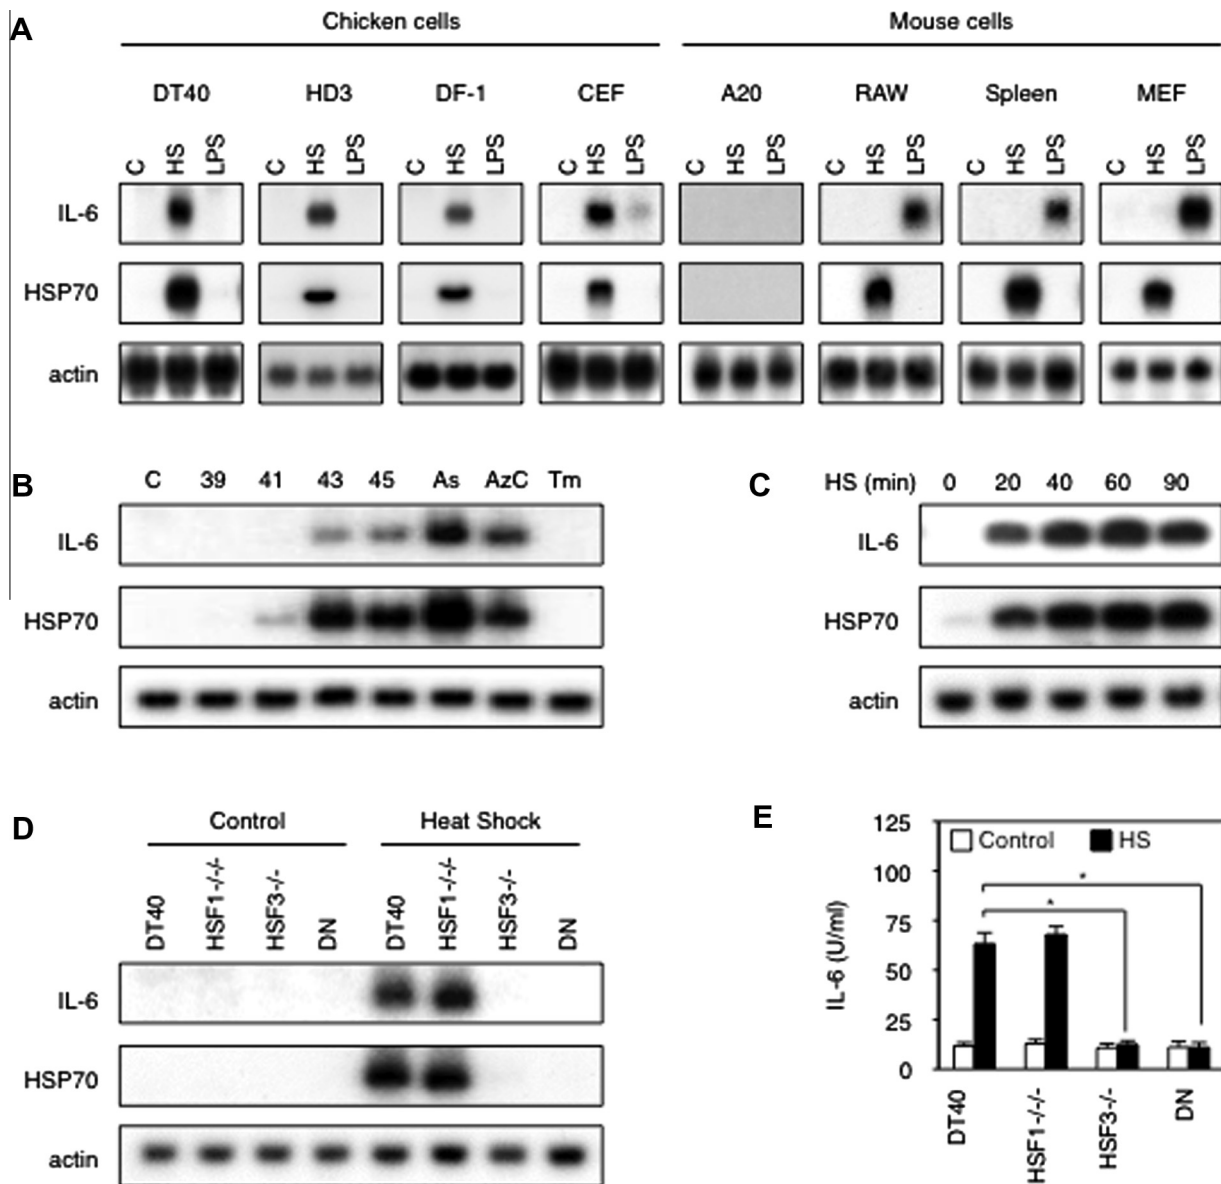 A
Chicken cells Mouse cells
DT40 HD3 DF-1 CEF A20 RAW Spleen MEF
C HS LPS C HS LPS C HS LPS C HS LPS C HS LPS C HS LPS C HS LPS C HS LPS
IL-6
HSP70
actin
B
C 39 41 43 45 As AzC Tm
IL-6
HSP70
actin
C
HS (min) 0 20 40 60 90
IL-6
HSP70
actin
D
Control Heat Shock
DT40 HSF1-/-/- HSF3-/- DN DT40 HSF1-/-/- HSF3-/- DN
IL-6
HSP70
actin
E
Control HS
IL-6 (U/ml)
125
100
75
50
25
0
* 
*
DT40 HSF1-/-/- HSF3-/- DN